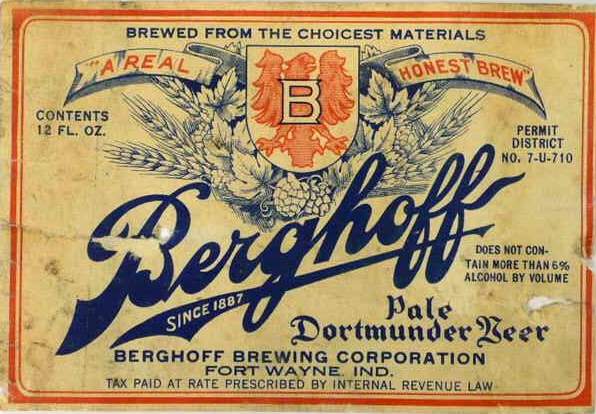 BREWED FROM THE CHOICEST MATERIALS
"A REAL HONEST BREW"
B
CONTENTS
12 FL. OZ.
PERMIT
DISTRICT
NO. 7-U-710
Berghoff
SINCE 1887
DOES NOT CON-
TAIN MORE THAN 6%
ALCOHOL BY VOLUME
Pale
Dortmunder Beer
BERGHOFF BREWING CORPORATION
FORT WAYNE, IND.
TAX PAID AT RATE PRESCRIBED BY INTERNAL REVENUE LAW